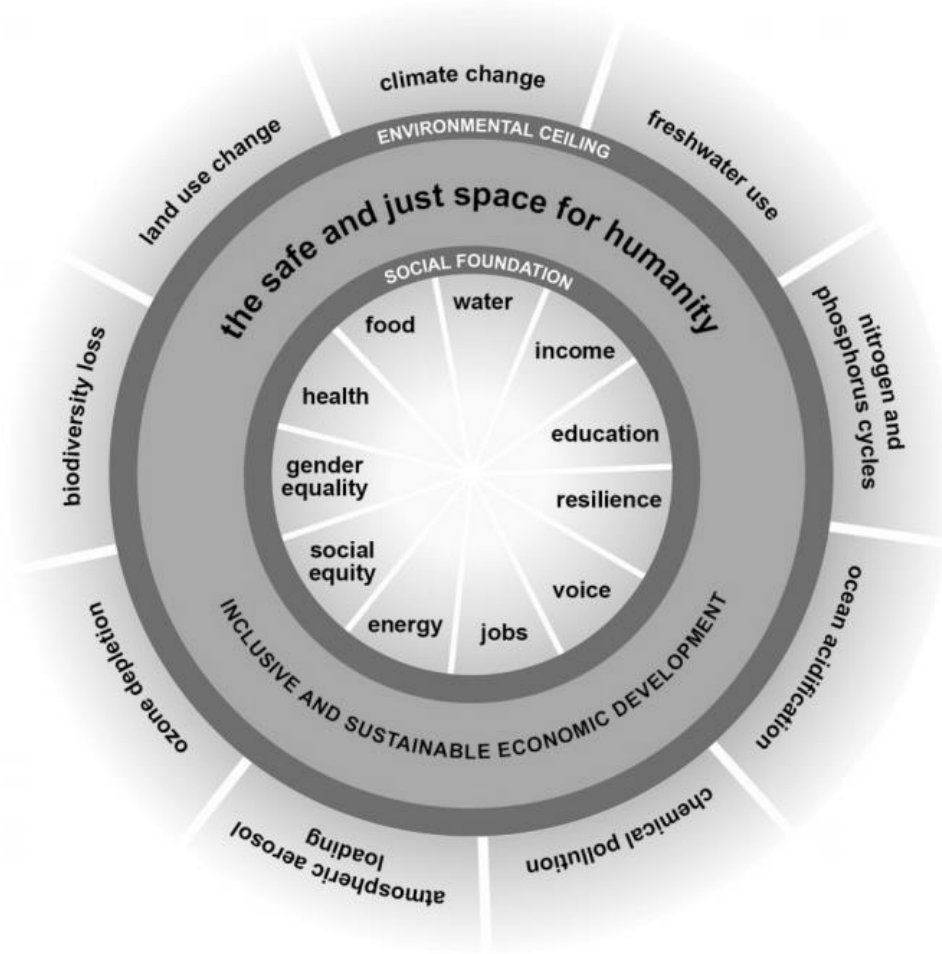 climate change
freshwater use
nitrogen and
phosphorus cycles
ocean acidification
chemical pollution
atmospheric aerosol
loading
ozone depletion
biodiversity loss
land use change
ENVIRONMENTAL CEILING
the safe and just space for humanity
SOCIAL FOUNDATION
water
income
education
resilience
voice
jobs
energy
social
equity
gender
equality
health
food
INCLUSIVE AND SUSTAINABLE ECONOMIC DEVELOPMENT